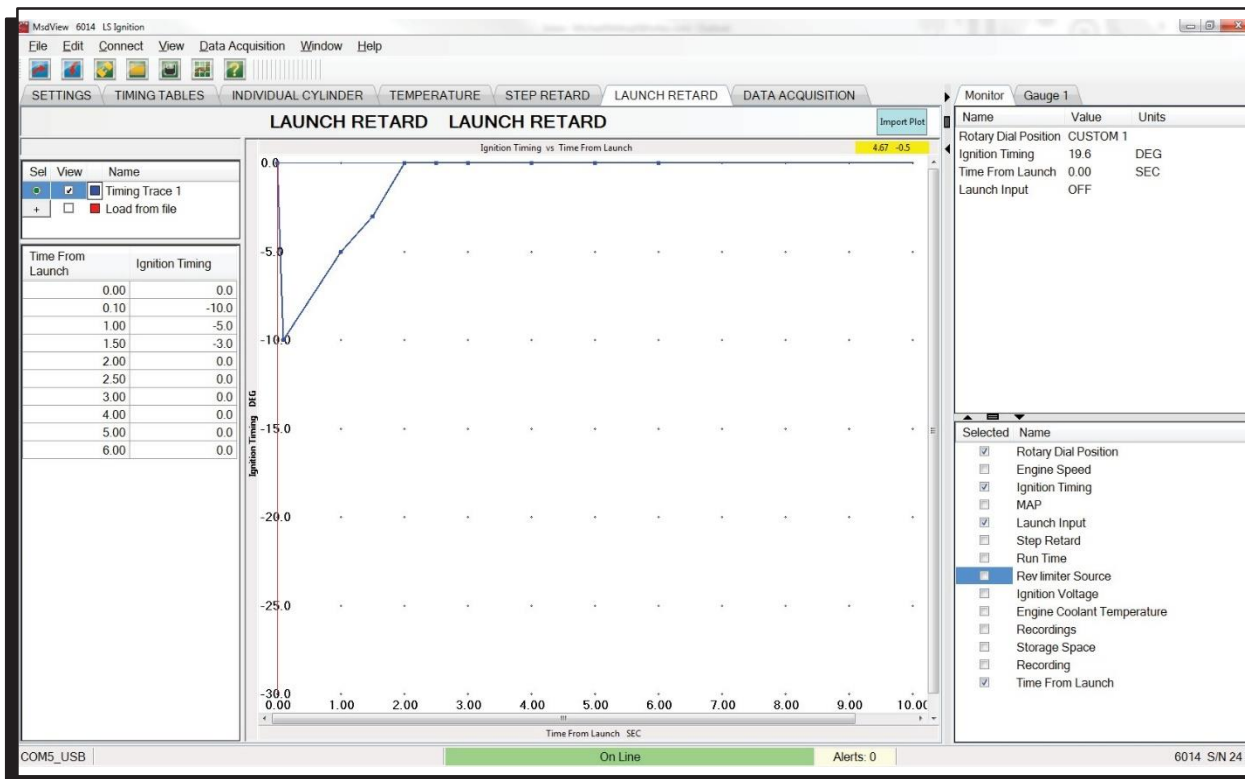 MsdView 6014 LS Ignition
File Edit Connect View Data Acquisition Window Help
SETTINGS TIMING TABLES INDIVIDUAL CYLINDER TEMPERATURE STEP RETARD LAUNCH RETARD DATA ACQUISITION
LAUNCH RETARD LAUNCH RETARD
Import Plot
Sel View Name
Timing Trace 1
+ Load from file
Time From Launch Ignition Timing
0.00 0.0
0.10 -10.0
1.00 -5.0
1.50 -3.0
2.00 0.0
2.50 0.0
3.00 0.0
4.00 0.0
5.00 0.0
6.00 0.0
Ignition Timing vs Time From Launch
4.67 -0.5
0.0
-5.0
-10.0
-15.0
-20.0
-25.0
-30.0
Ignition Timing DEG
0.00 1.00 2.00 3.00 4.00 5.00 6.00 7.00 8.00 9.00 10.0
Time From Launch SEC
Monitor Gauge 1
Name Value Units
Rotary Dial Position CUSTOM 1
Ignition Timing 19.6 DEG
Time From Launch 0.00 SEC
Launch Input OFF
Selected Name
Rotary Dial Position
Engine Speed
Ignition Timing
MAP
Launch Input
Step Retard
Run Time
Rev limiter Source
Ignition Voltage
Engine Coolant Temperature
Recordings
Storage Space
Recording
Time From Launch
COM5_USB On Line Alerts: 0 6014 S/N 24